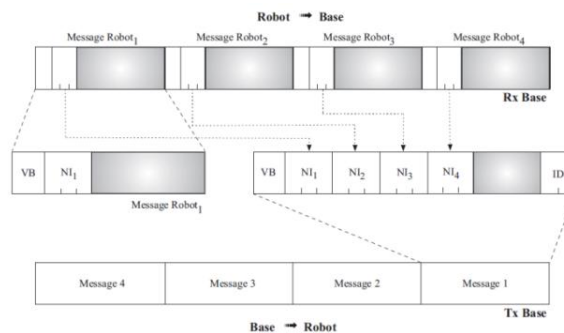 Robot → Base
Message Robot1 Message Robot2 Message Robot3 Message Robot4
Rx Base
VB NI1 VB NI1 NI2 NI3 NI4 ID
Message Robot1
Message 4 Message 3 Message 2 Message 1
Tx Base
Base → Robot